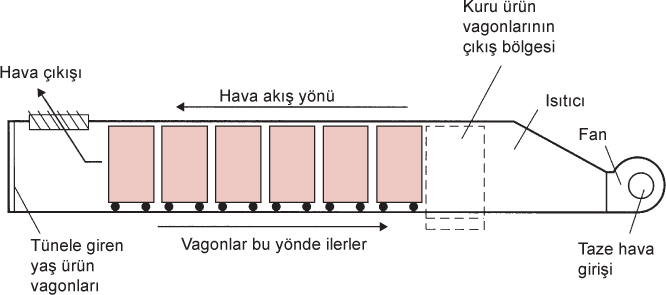 Kuru ürün
vagonlarının
çıkış bölgesi
Hava çıkışı
Hava akış yönü
Isıtıcı
Fan
Tünele giren
yaş ürün
vagonları
Vagonlar bu yönde ilerler
Taze hava
girişi